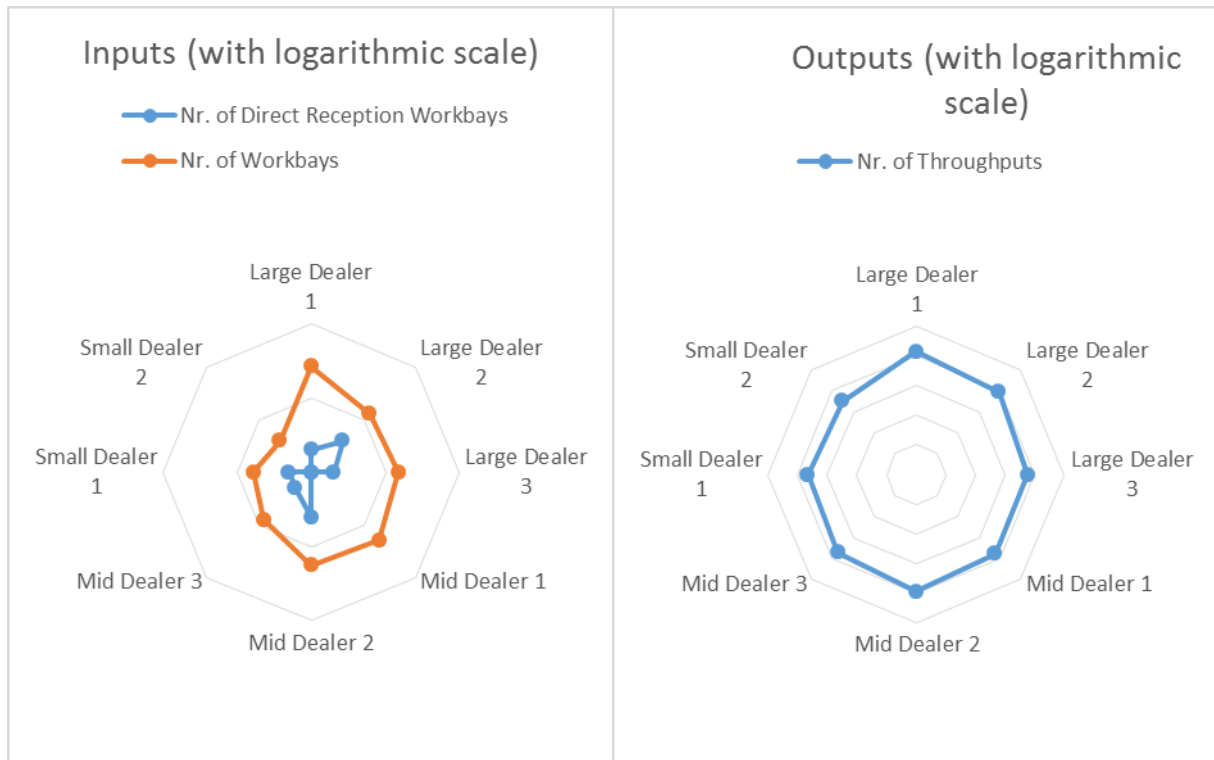 Inputs (with logarithmic scale)
Nr. of Direct Reception Workbays
Nr. of Workbays
Large Dealer
1
Large Dealer
2
Large Dealer
3
Mid Dealer 1
Mid Dealer 2
Mid Dealer 3
Small Dealer
1
Small Dealer
2
Outputs (with logarithmic
scale)
Nr. of Throughputs
Large Dealer
1
Large Dealer
2
Large Dealer
3
Mid Dealer 1
Mid Dealer 2
Mid Dealer 3
Small Dealer
1
Small Dealer
2